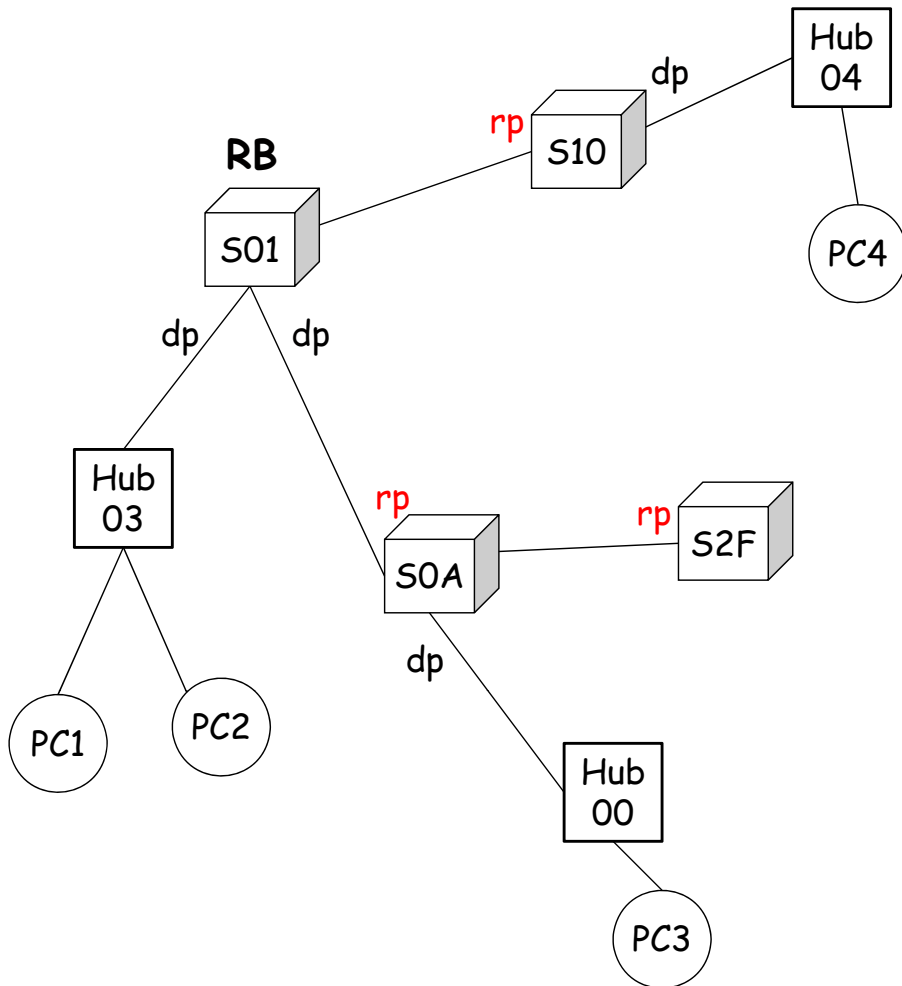 Hub
04
dp
rp
S10
RB
S01
PC4
dp
dp
Hub
03
rp
rp
S0A
S2F
dp
PC1
PC2
Hub
00
PC3